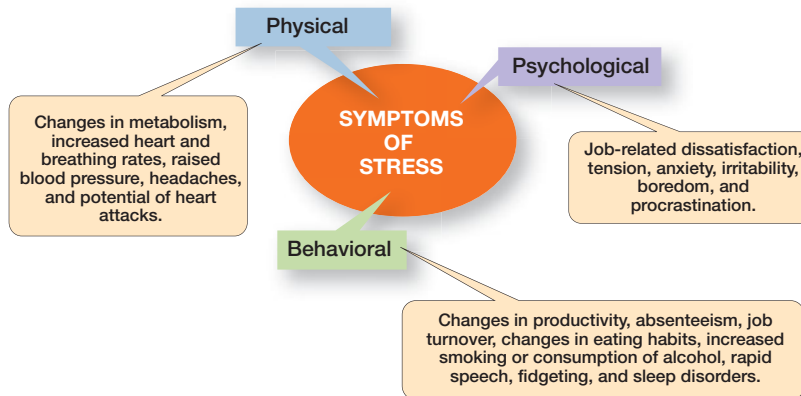 Physical
Psychological
SYMPTOMS
OF
STRESS
Changes in metabolism,
increased heart and
breathing rates, raised
blood pressure, headaches,
and potential of heart
attacks.
Job-related dissatisfaction,
tension, anxiety, irritability,
boredom, and
procrastination.
Behavioral
Changes in productivity, absenteeism, job
turnover, changes in eating habits, increased
smoking or consumption of alcohol, rapid
speech, fidgeting, and sleep disorders.